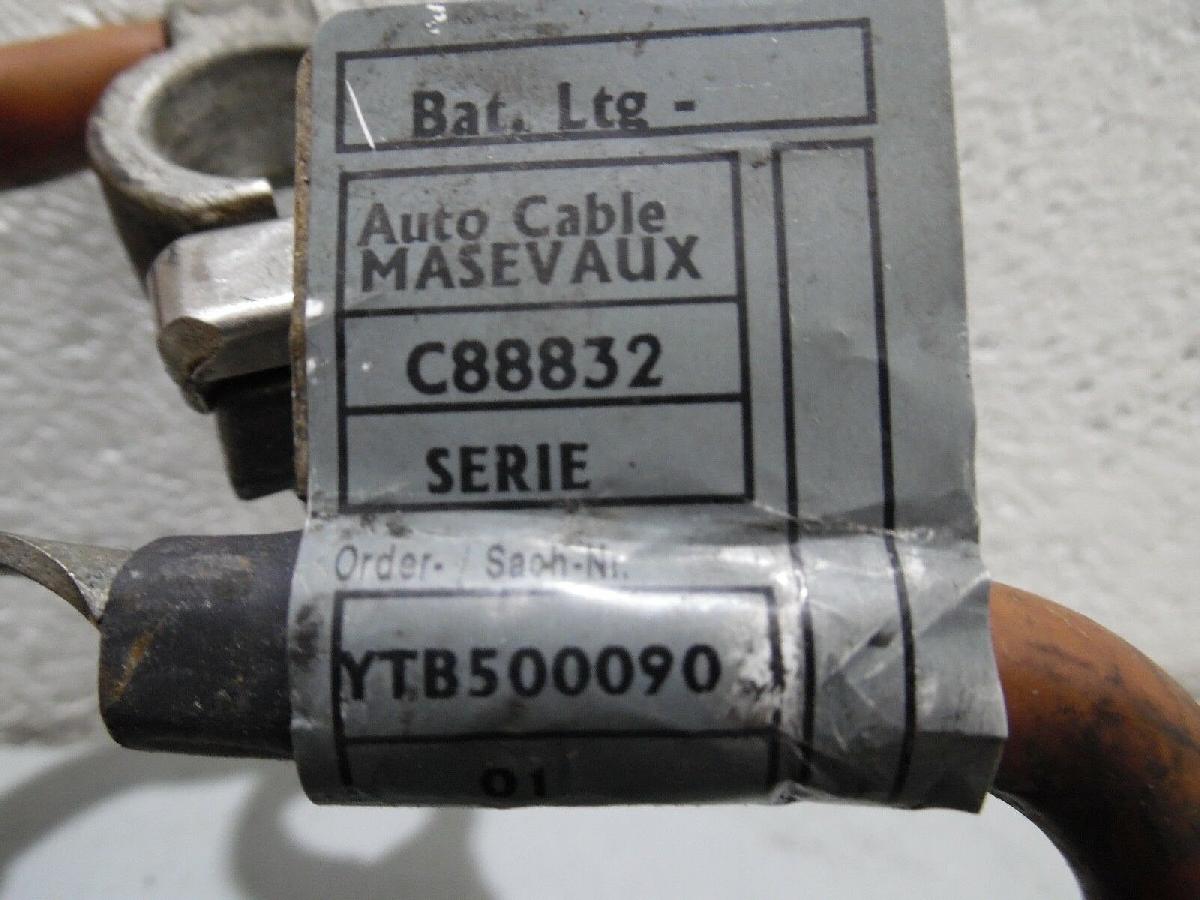 Bat. Ltg -
Auto Cable
MASEVAUX
C88832
SERIE
Order- / Sach-Nr.
YTB500090
01